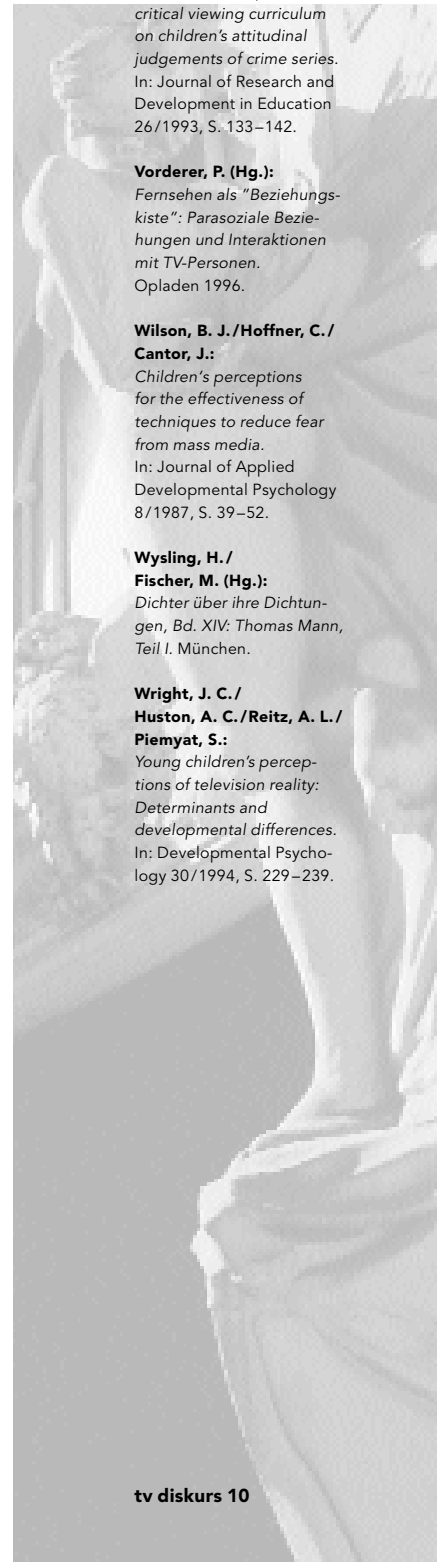 critical viewing curriculum
on children's attitudinal
judgements of crime series.
In: Journal of Research and
Development in Education
26/1993, S. 133–142.
Vorderer, P. (Hg.):
Fernsehen als "Beziehungs-
kiste": Parasoziale Bezie-
hungen und Interaktionen
mit TV-Personen.
Opladen 1996.
Wilson, B. J./Hoffner, C./
Cantor, J.:
Children's perceptions
for the effectiveness of
techniques to reduce fear
from mass media.
In: Journal of Applied
Developmental Psychology
8/1987, S. 39–52.
Wysling, H./
Fischer, M. (Hg.):
Dichter über ihre Dichtun-
gen, Bd. XIV: Thomas Mann,
Teil I. München.
Wright, J. C./
Huston, A. C./Reitz, A. L./
Piemyat, S.:
Young children's percep-
tions of television reality:
Determinants and
developmental differences.
In: Developmental Psycho-
logy 30/1994, S. 229–239.
tv diskurs 10